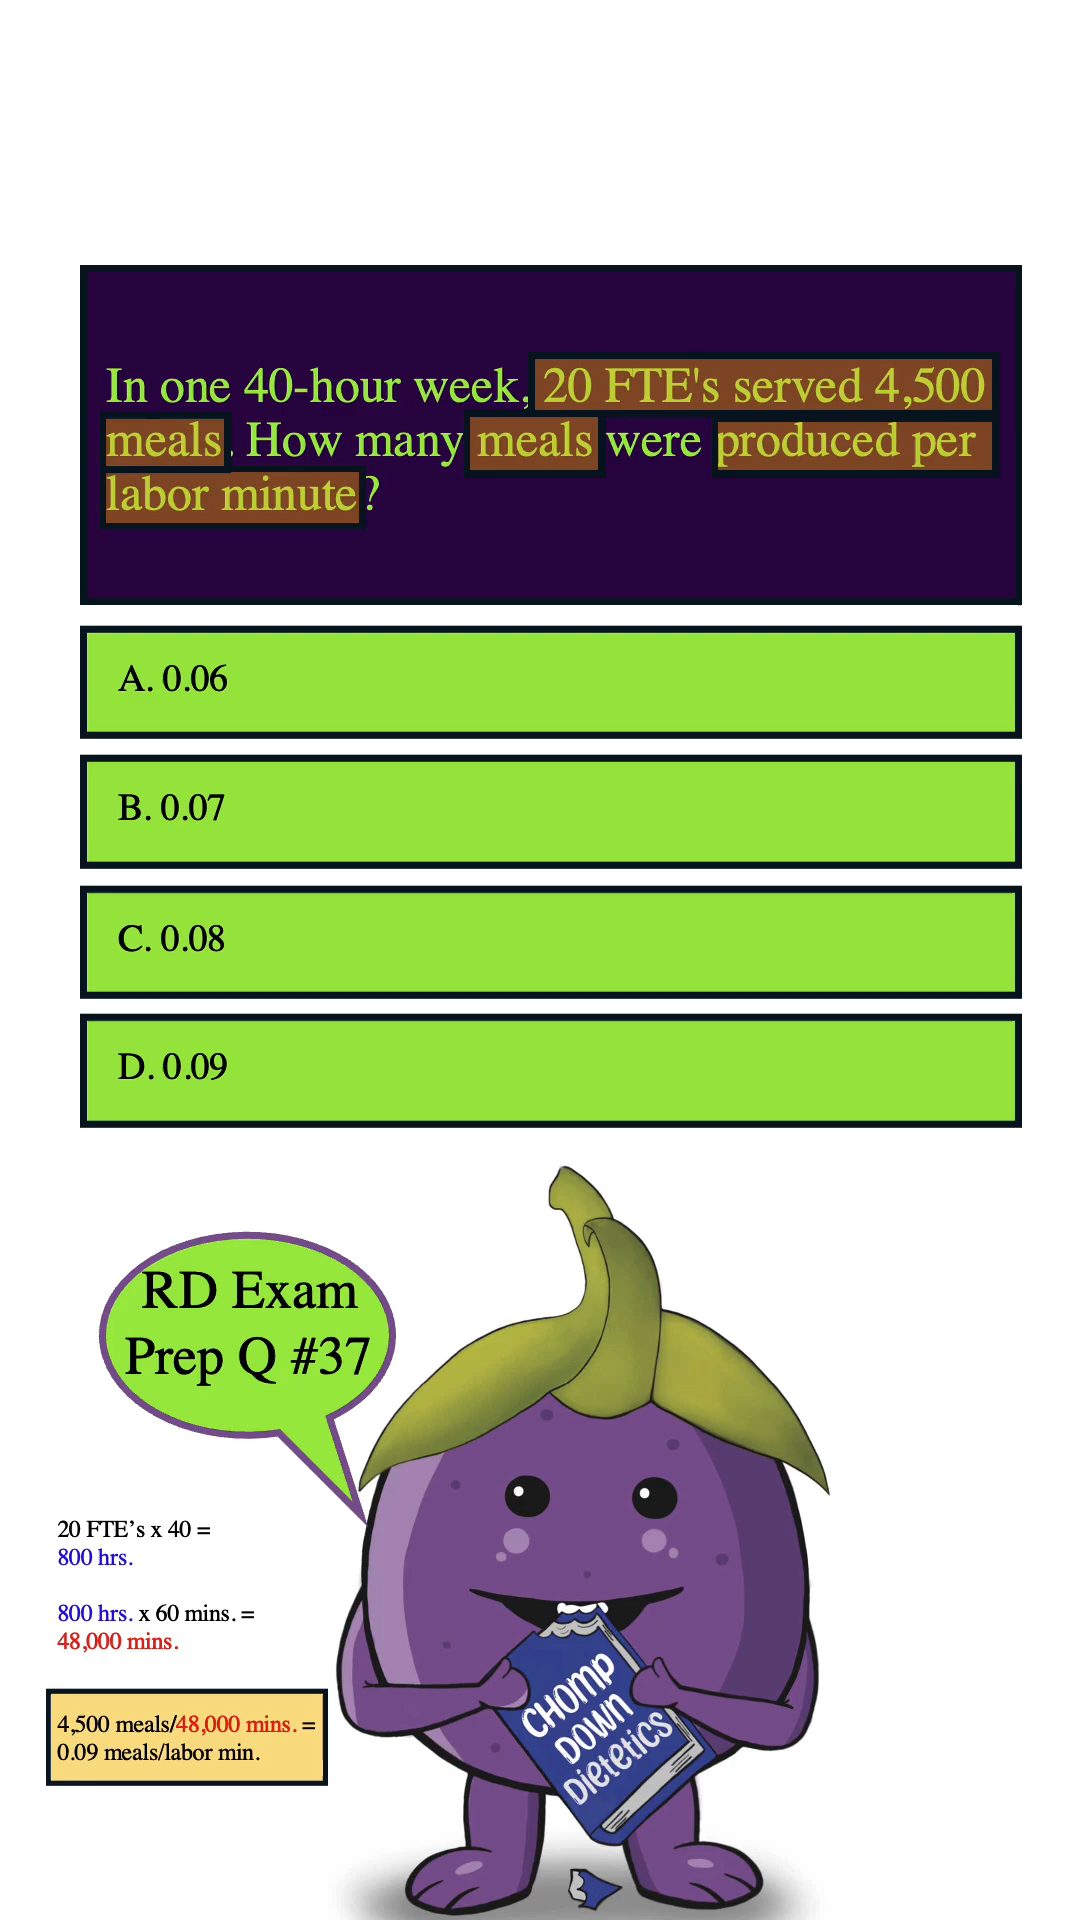 In one 40-hour week, 20 FTE's served 4,500
meals. How many meals were produced per
labor minute?
A. 0.06
B. 0.07
C. 0.08
D. 0.09
RD Exam
Prep Q #37
20 FTE’s x 40 =
800 hrs.
800 hrs. x 60 mins. =
48,000 mins.
4,500 meals/48,000 mins. =
0.09 meals/labor min.
CHOMP
DOWN
Dietetics